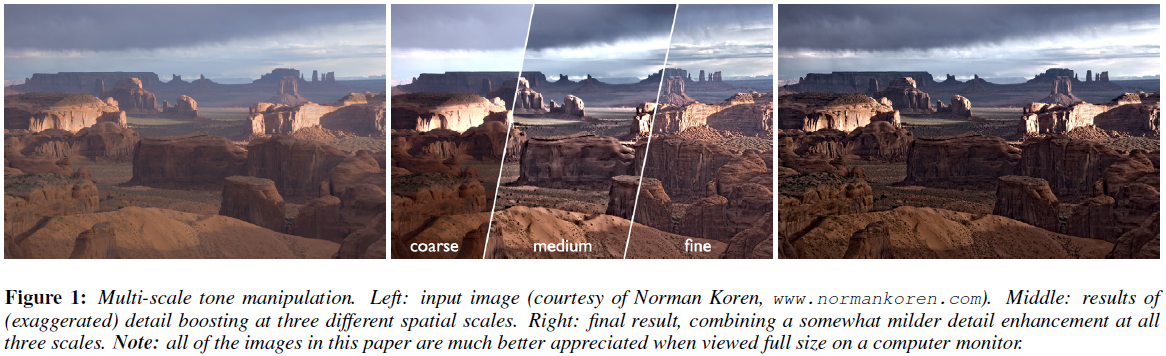 coarse
medium
fine
Figure 1: Multi-scale tone manipulation. Left: input image (courtesy of Norman Koren, www.normankoren.com). Middle: results of
(exaggerated) detail boosting at three different spatial scales. Right: final result, combining a somewhat milder detail enhancement at all
three scales. Note: all of the images in this paper are much better appreciated when viewed full size on a computer monitor.